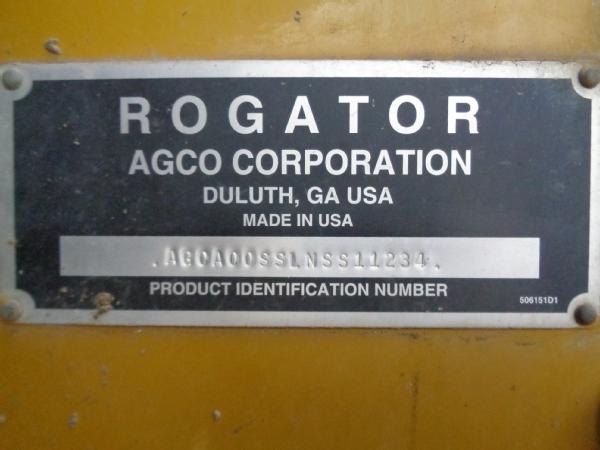 ROGATOR
AGCO CORPORATION
DULUTH, GA USA
MADE IN USA
.AGCA00SSLNSS11234.
PRODUCT IDENTIFICATION NUMBER
506151D1